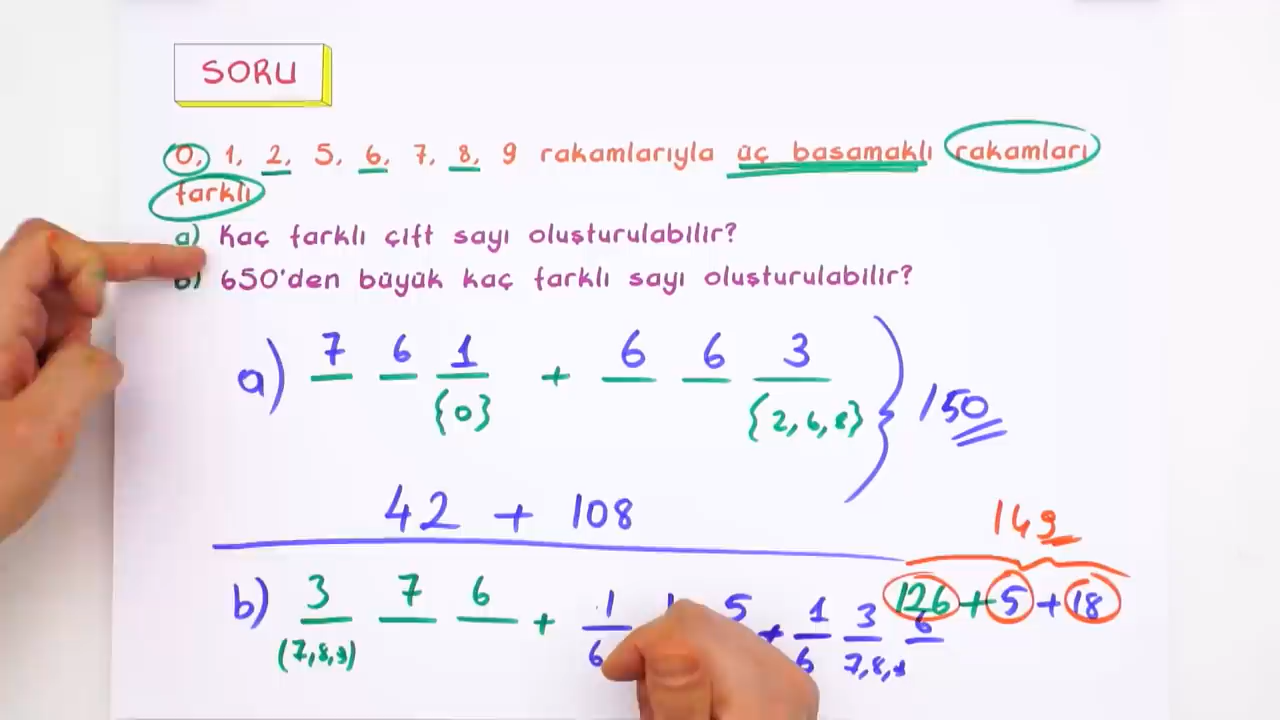 SORU
0, 1, 2, 5, 6, 7, 8, 9 rakamlarıyla üç basamaklı rakamları
farklı
a) Kaç farklı çift sayı oluşturulabilir?
b) 650'den büyük kaç farklı sayı oluşturulabilir?
a) 7 6 1 + 6 6 3 } 150
{0} {2, 6, 8}
42 + 108
149
b) 3 7 6 + 1 5 + 1 3 6 126 + 5 + 18
(7,8,9) 6 6 7,8,9